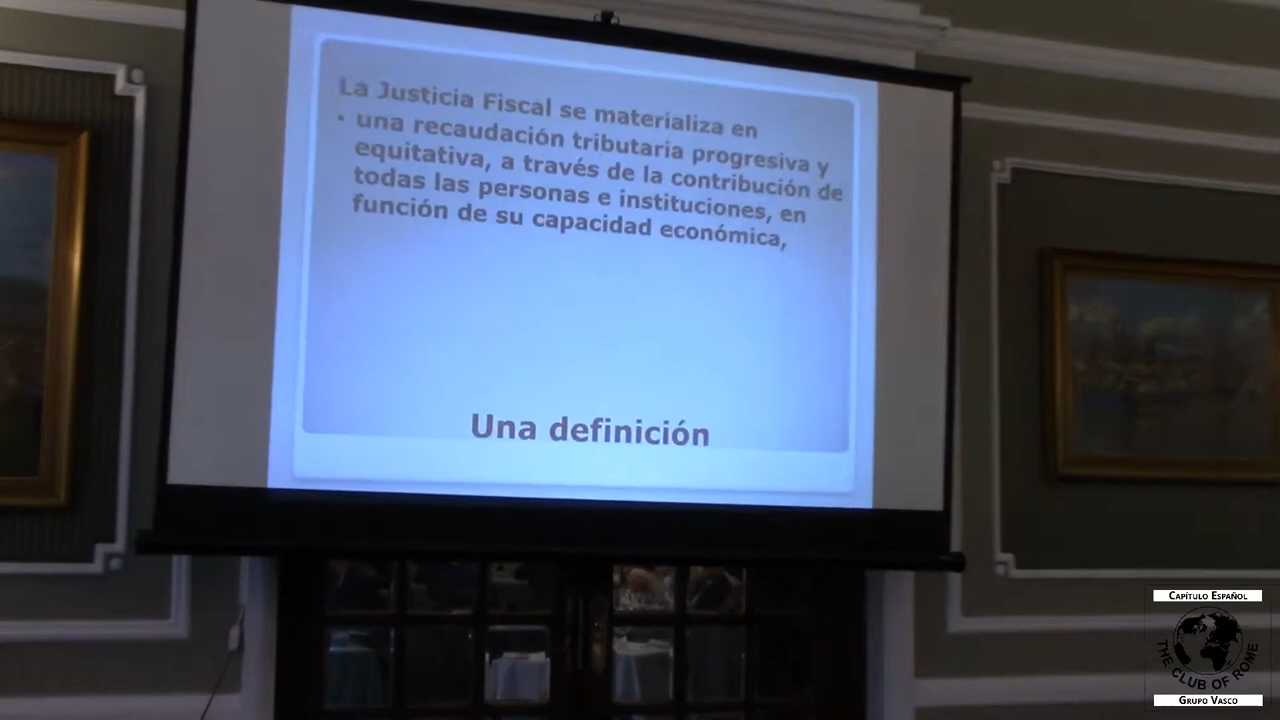 La Justicia Fiscal se materializa en
• una recaudación tributaria progresiva y
equitativa, a través de la contribución de
todas las personas e instituciones, en
función de su capacidad económica,
Una definición
CAPÍTULO ESPAÑOL
THE CLUB OF ROME
GRUPO VASCO